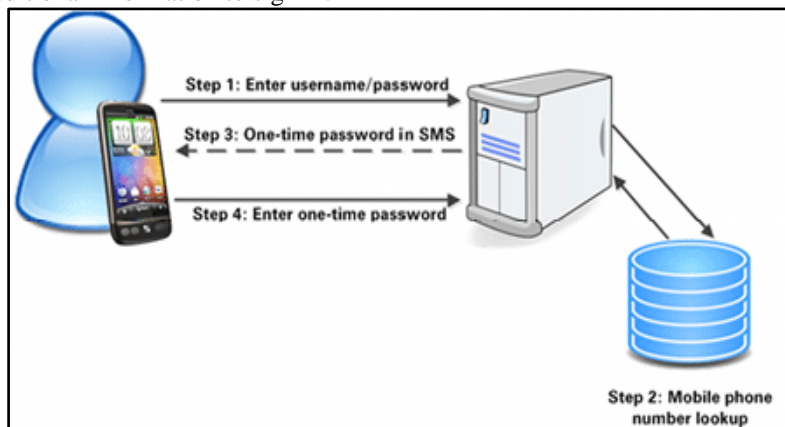 Step 1: Enter username/password
Step 3: One-time password in SMS
Step 4: Enter one-time password
Step 2: Mobile phone
number lookup